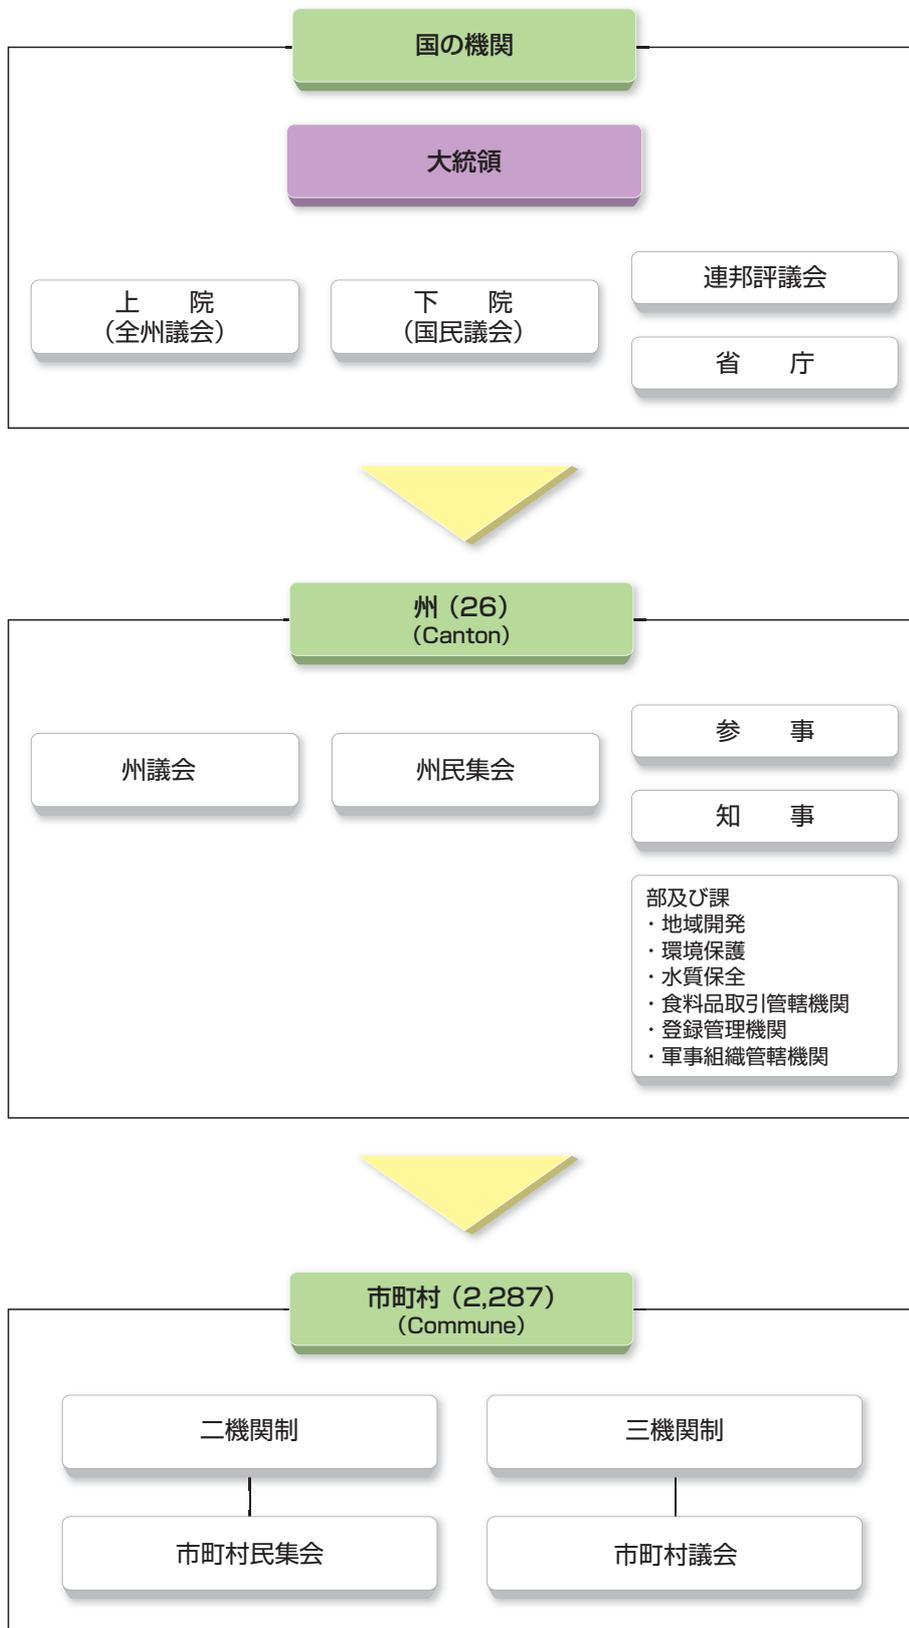 国の機関
大統領
上　　院
（全州議会）
下　　院
（国民議会）
連邦評議会
省　　庁
州（26）
（Canton）
州議会
州民集会
参　　事
知　　事
部及び課
・地域開発
・環境保護
・水質保全
・食料品取引管轄機関
・登録管理機関
・軍事組織管轄機関
市町村（2,287）
（Commune）
二機関制
三機関制
市町村民集会
市町村議会